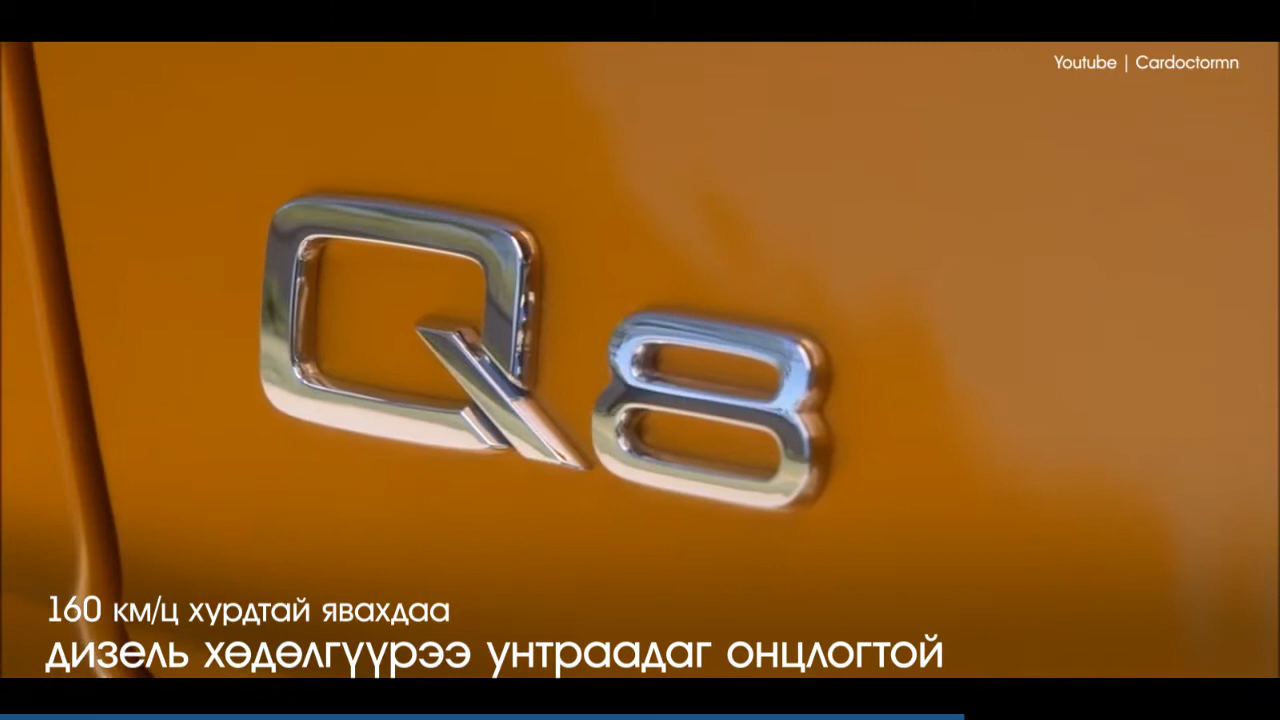 Youtube | Cardoctormn
Q8
160 км/ц хурдтай явахдаа
дизель хөдөлгүүрээ унтраадаг онцлогтой